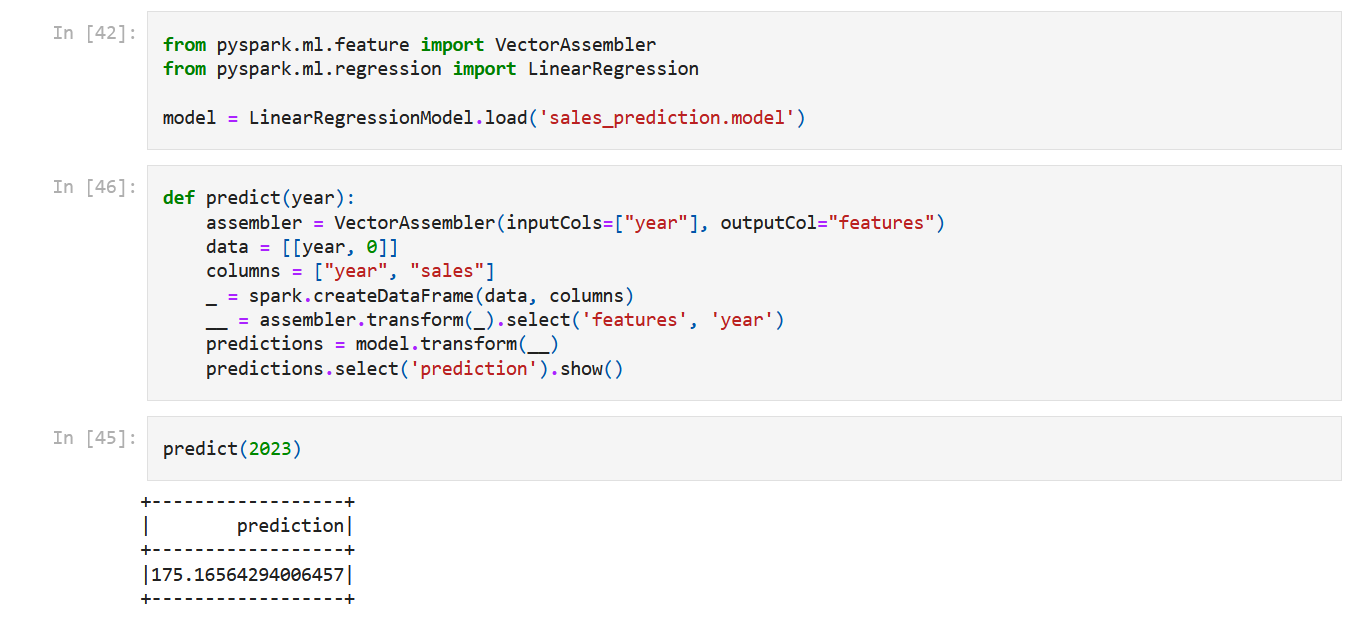 In [42]:
from pyspark.ml.feature import VectorAssembler
from pyspark.ml.regression import LinearRegression
model = LinearRegressionModel.load('sales_prediction.model')
In [46]:
def predict(year):
    assembler = VectorAssembler(inputCols=["year"], outputCol="features")
    data = [[year, 0]]
    columns = ["year", "sales"]
    _ = spark.createDataFrame(data, columns)
    __ = assembler.transform(_).select('features', 'year')
    predictions = model.transform(__)
    predictions.select('prediction').show()
In [45]:
predict(2023)
+------------------+
|        prediction|
+------------------+
|175.16564294006457|
+------------------+